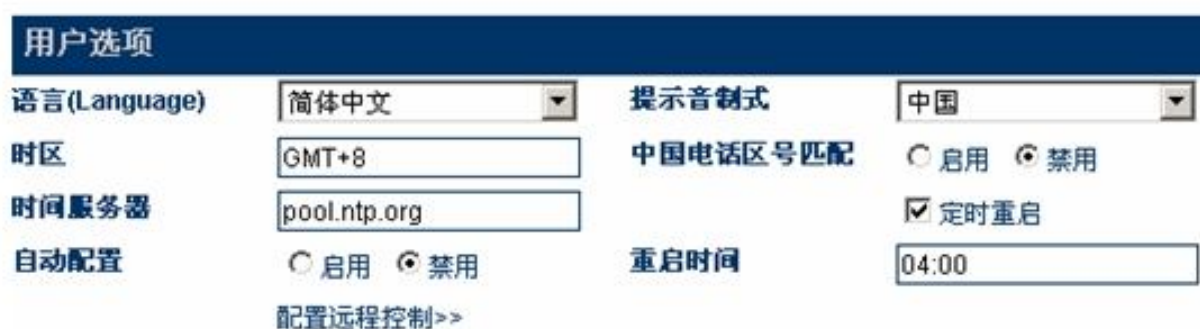 用户选项
语言(Language) 简体中文 提示音制式 中国
时区 GMT+8 中国电话区号匹配 启用 禁用
时间服务器 pool.ntp.org 定时重启
自动配置 启用 禁用 重启时间 04:00
配置远程控制>>